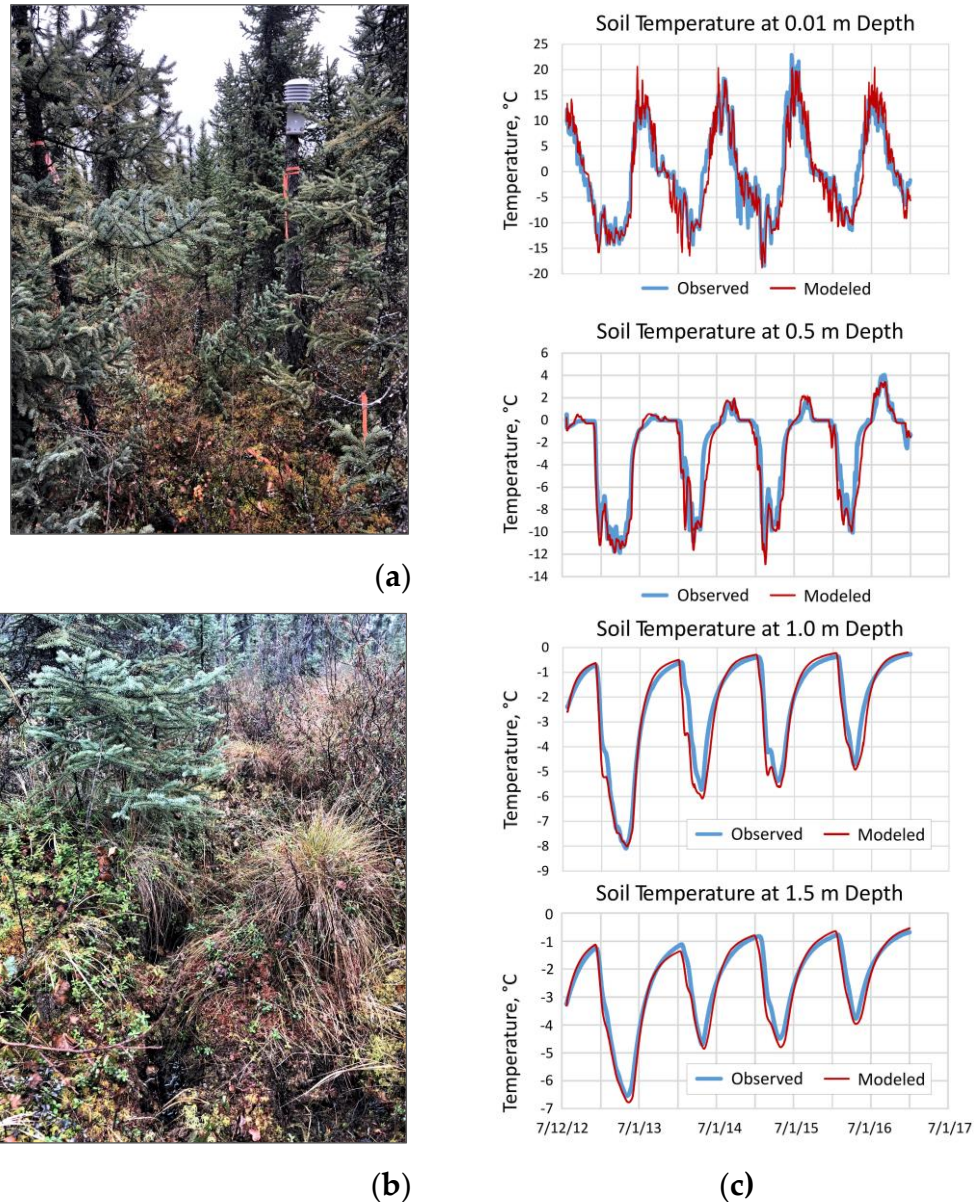 (a)
(b)
Soil Temperature at 0.01 m Depth
Temperature, °C
25
20
15
10
5
0
-5
-10
-15
-20
Observed Modeled
Soil Temperature at 0.5 m Depth
Temperature, °C
6
4
2
0
-2
-4
-6
-8
-10
-12
-14
Observed Modeled
Soil Temperature at 1.0 m Depth
Temperature, °C
0
-1
-2
-3
-4
-5
-6
-7
-8
-9
Observed Modeled
Soil Temperature at 1.5 m Depth
Temperature, °C
0
-1
-2
-3
-4
-5
-6
-7
Observed Modeled
7/12/12 7/1/13 7/1/14 7/1/15 7/1/16 7/1/17
(c)